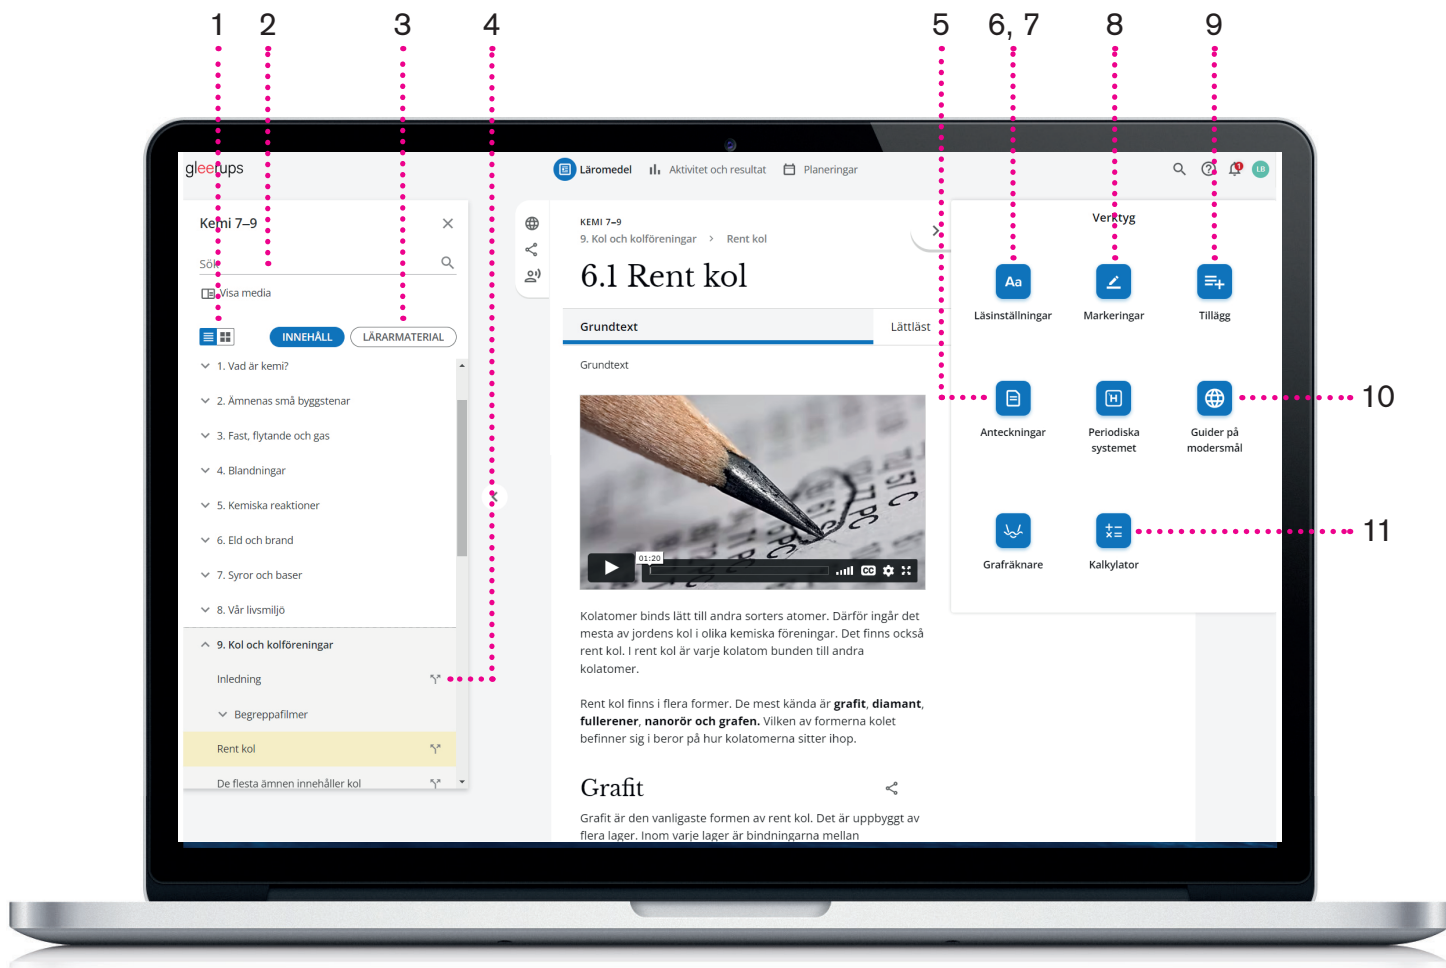 1 2 3 4 5 6, 7 8 9
gleerups
Läromedel Aktivitet och resultat Planeringar
1 LB
Kemi 7–9
Sök
Visa media
INNEHÅLL LÄRARMATERIAL
1. Vad är kemi?
2. Ämnenas små byggstenar
3. Fast, flytande och gas
4. Blandningar
5. Kemiska reaktioner
6. Eld och brand
7. Syror och baser
8. Vår livsmiljö
9. Kol och kolföreningar
Inledning
Begreppafilmer
Rent kol
De flesta ämnen innehåller kol
KEMI 7–9
9. Kol och kolföreningar > Rent kol
6.1 Rent kol
Grundtext Lättläst
Grundtext
01:20
CC
Kolatomer binds lätt till andra sorters atomer. Därför ingår det
mesta av jordens kol i olika kemiska föreningar. Det finns också
rent kol. I rent kol är varje kolatom bunden till andra
kolatomer.
Rent kol finns i flera former. De mest kända är grafit, diamant,
fullerener, nanorör och grafen. Vilken av formerna kolet
befinner sig i beror på hur kolatomerna sitter ihop.
Grafit
Grafit är den vanligaste formen av rent kol. Det är uppbyggt av
flera lager. Inom varje lager är bindningarna mellan
Verktyg
Aa
Läsinställningar Markeringar Tillägg
H
Anteckningar Periodiska systemet Guider på modersmål
Grafräknare Kalkylator
10
11